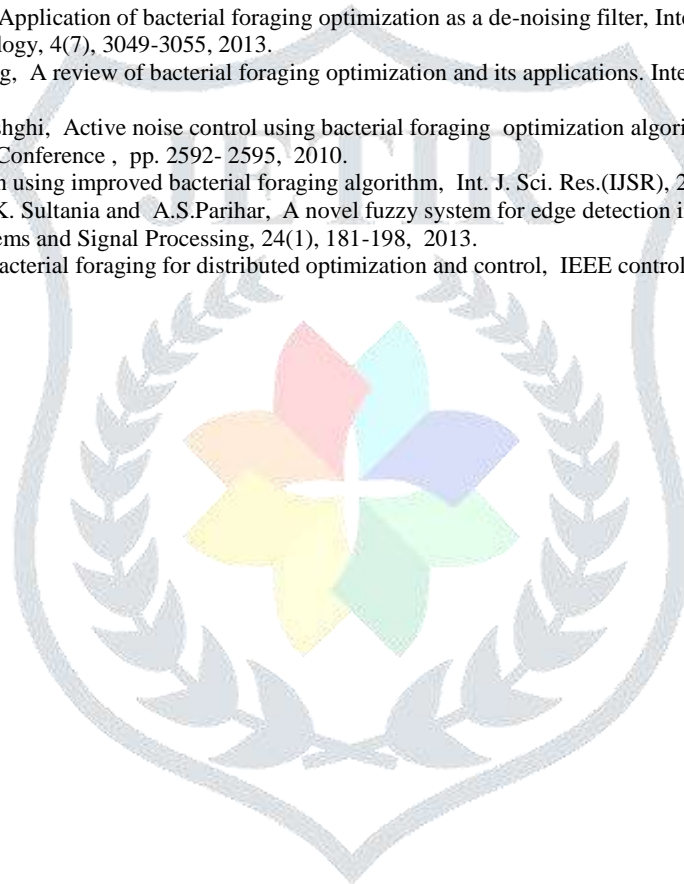 Application of bacterial foraging optimization as a de-noising filter, Inte
logy, 4(7), 3049-3055, 2013.
g, A review of bacterial foraging optimization and its applications. Inte
shghi, Active noise control using bacterial foraging optimization algori
Conference , pp. 2592- 2595, 2010.
JETIR
n using improved bacterial foraging algorithm, Int. J. Sci. Res.(IJSR), 2
K. Sultania and A.S.Parihar, A novel fuzzy system for edge detection i
ems and Signal Processing, 24(1), 181-198, 2013.
acterial foraging for distributed optimization and control, IEEE control